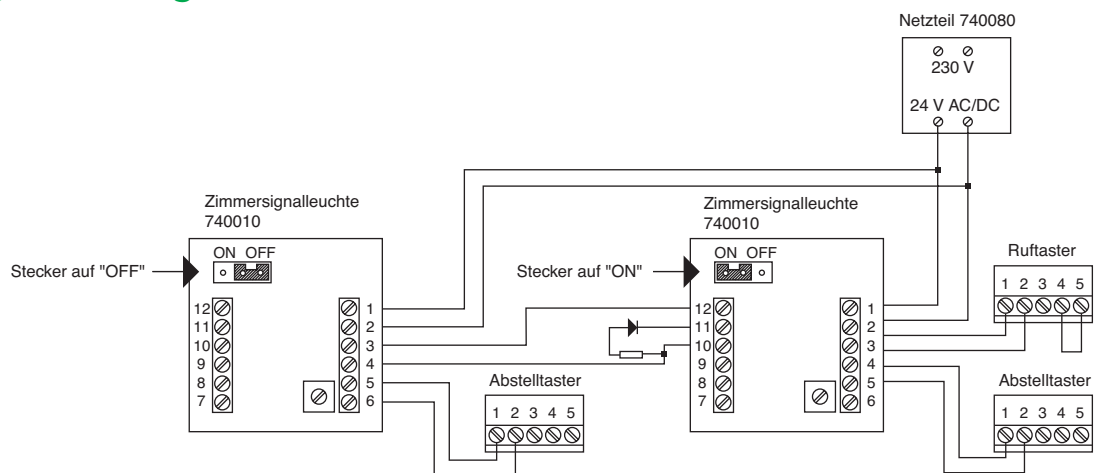 Netzteil 740080
230 V
24 V AC/DC
Zimmersignalleuchte
740010
ON OFF
Stecker auf "OFF"
12
11
10
9
8
7
1
2
3
4
5
6
Abstelltaster
1 2 3 4 5
Zimmersignalleuchte
740010
ON OFF
Stecker auf "ON"
12
11
10
9
8
7
1
2
3
4
5
6
Ruftaster
1 2 3 4 5
Abstelltaster
1 2 3 4 5